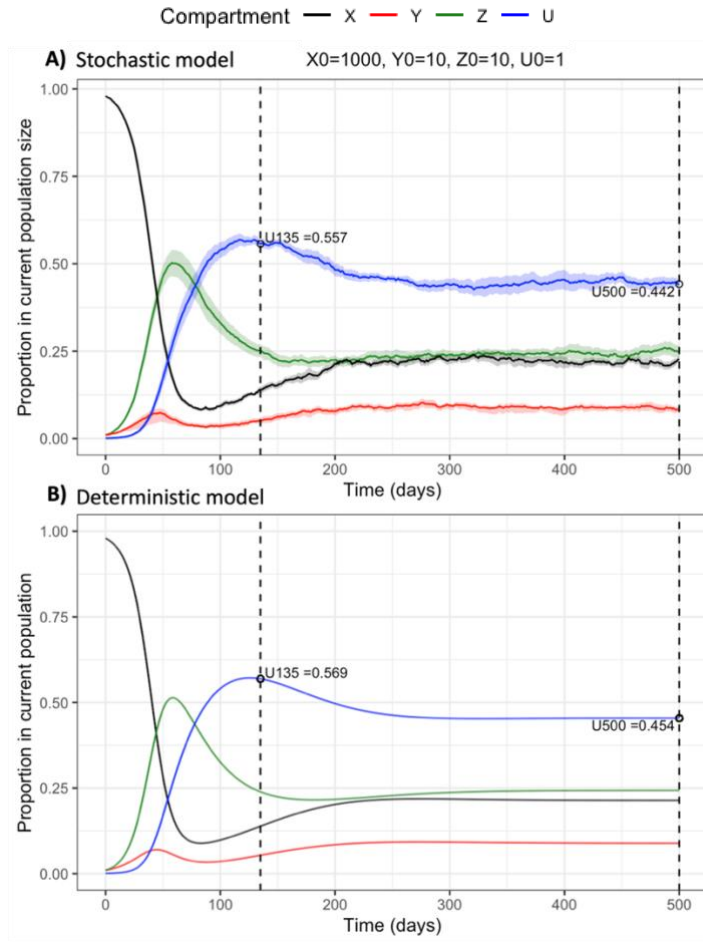 Compartment X Y Z U
A) Stochastic model X0=1000, Y0=10, Z0=10, U0=1
Proportion in current population size
1.00
0.75
0.50
0.25
0.00
U135 =0.557
U500 =0.442
0 100 200 300 400 500
Time (days)
B) Deterministic model
Proportion in current population
1.00
0.75
0.50
0.25
0.00
U135 =0.569
U500 =0.454
0 100 200 300 400 500
Time (days)